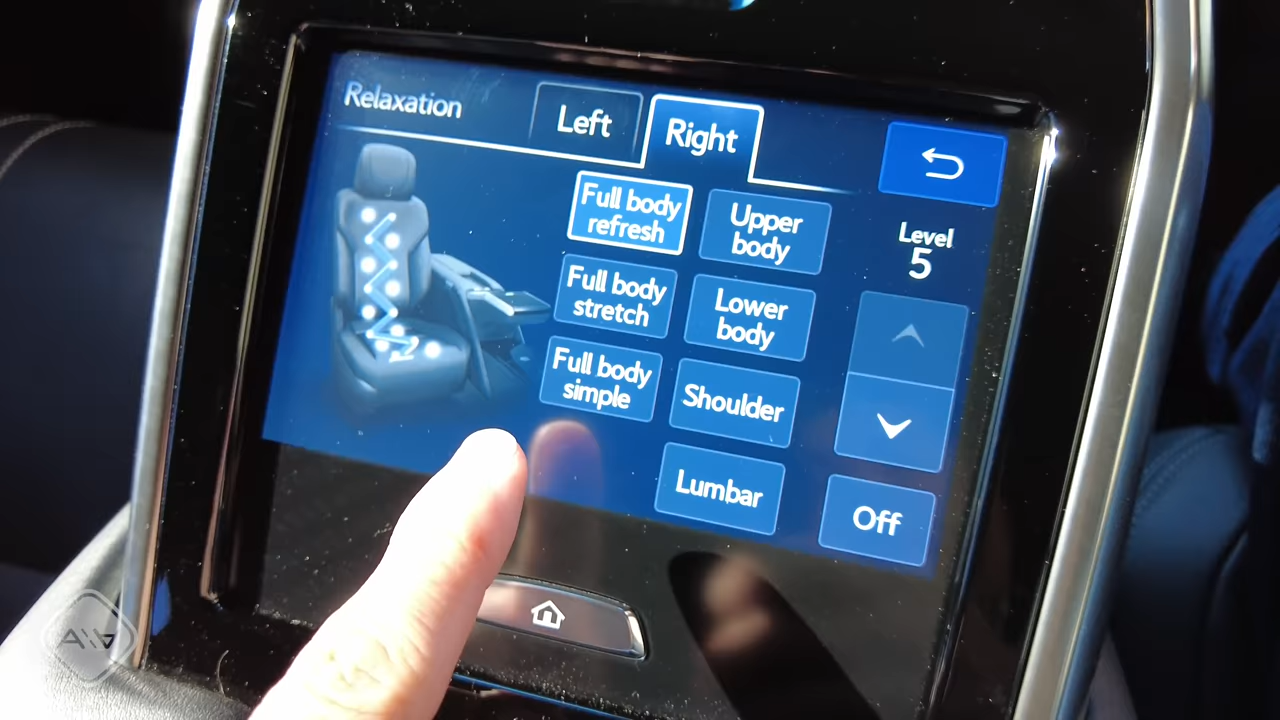 Relaxation
Left
Right
Full body
refresh
Upper
body
Level
5
Full body
stretch
Lower
body
Full body
simple
Shoulder
Lumbar
Off